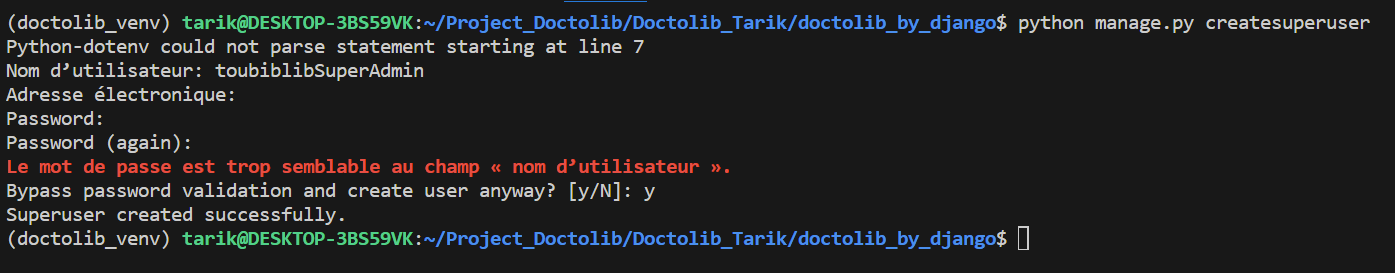 (doctolib_venv) tarik@DESKTOP-3BS59VK:~/Project_Doctolib/Doctolib_Tarik/doctolib_by_django$ python manage.py createsuperuser
Python-dotenv could not parse statement starting at line 7
Nom d’utilisateur: toubiblibSuperAdmin
Adresse électronique:
Password:
Password (again):
Le mot de passe est trop semblable au champ « nom d’utilisateur ».
Bypass password validation and create user anyway? [y/N]: y
Superuser created successfully.
(doctolib_venv) tarik@DESKTOP-3BS59VK:~/Project_Doctolib/Doctolib_Tarik/doctolib_by_django$